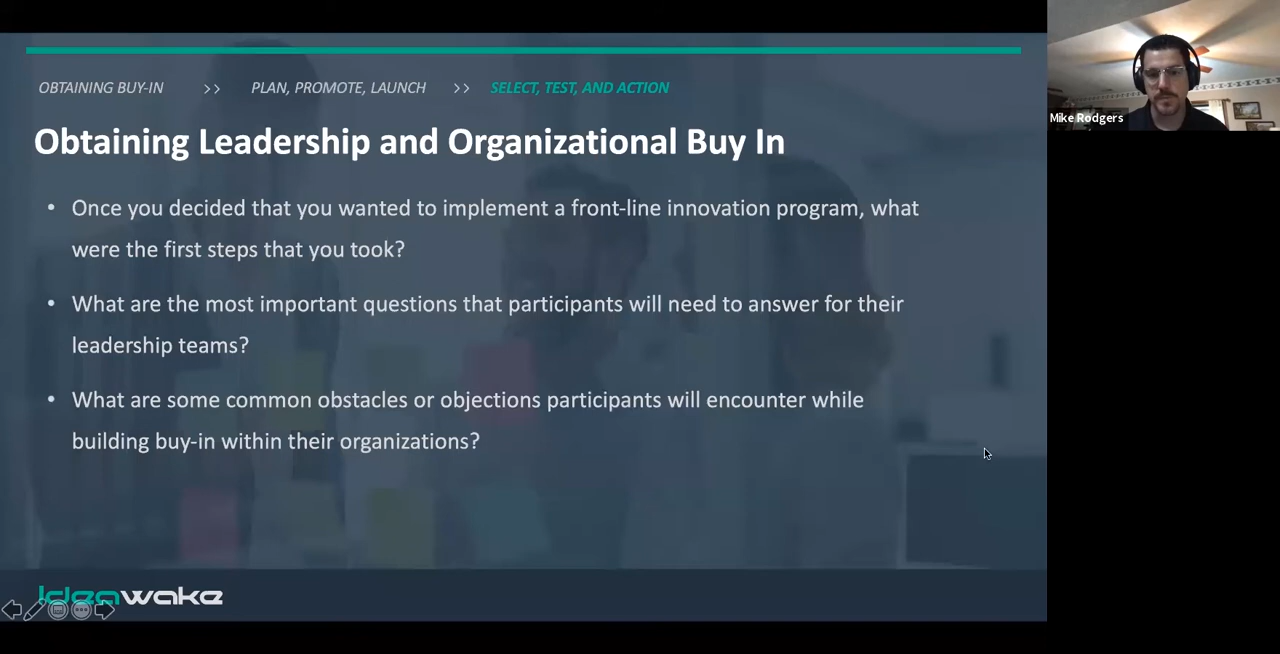 OBTAINING BUY-IN >> PLAN, PROMOTE, LAUNCH >> SELECT, TEST, AND ACTION
Obtaining Leadership and Organizational Buy In
• Once you decided that you wanted to implement a front-line innovation program, what
were the first steps that you took?
• What are the most important questions that participants will need to answer for their
leadership teams?
• What are some common obstacles or objections participants will encounter while
building buy-in within their organizations?
ideawake
Mike Rodgers